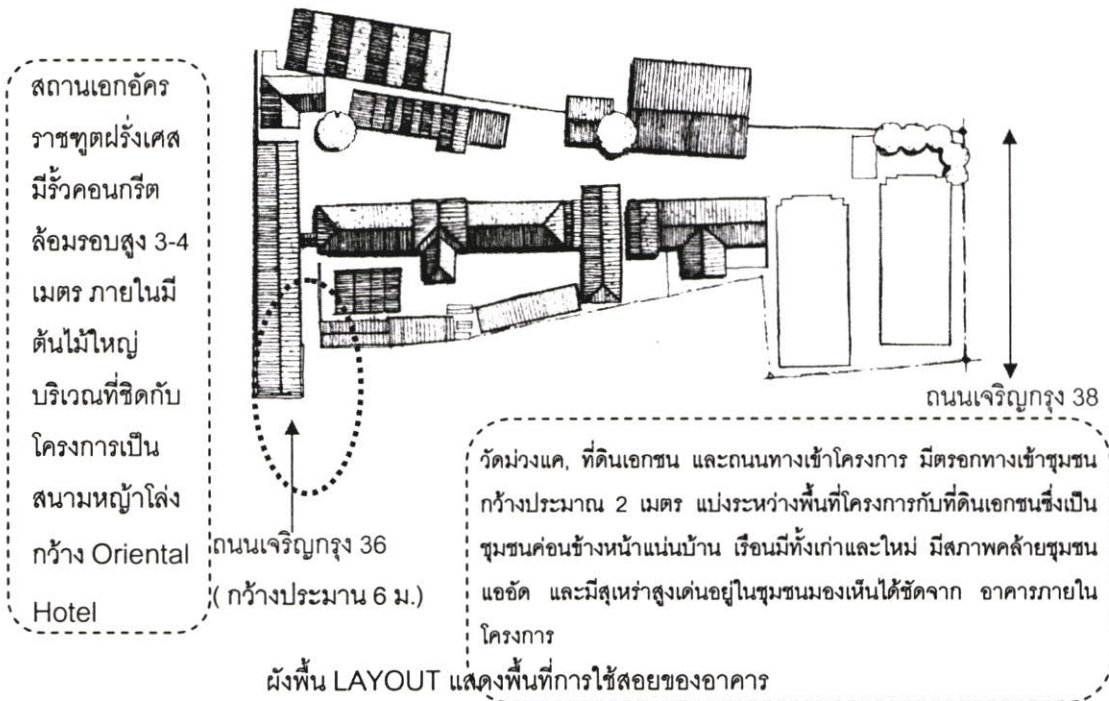 สถานเอกอัคร
ราชฑูตฝรั่งเศส
มีรั้วคอนกรีต
ล้อมรอบสูง 3-4
เมตร ภายในมี
ต้นไม้ใหญ่
บริเวณที่ชิดกับ
โครงการเป็น
สนามหญ้าโล่ง
กว้าง Oriental
Hotel
ถนนเจริญกรุง 38
ถนนเจริญกรุง 36
( กว้างประมาน 6 ม.)
วัดม่วงแค, ที่ดินเอกชน และถนนทางเข้าโครงการ มีตรอกทางเข้าชุมชน
กว้างประมาณ 2 เมตร แบ่งระหว่างพื้นที่โครงการกับที่ดินเอกชนซึ่งเป็น
ชุมชนค่อนข้างหน้าแน่นบ้าน เรือนมีทั้งเก่าและใหม่ มีสภาพคล้ายชุมชน
แออัด และมีสุเหร่าสูงเด่นอยู่ในชุมชนมองเห็นได้ชัดจาก อาคารภายใน
โครงการ
ผังพื้น LAYOUT แสดงพื้นที่การใช้สอยของอาคาร